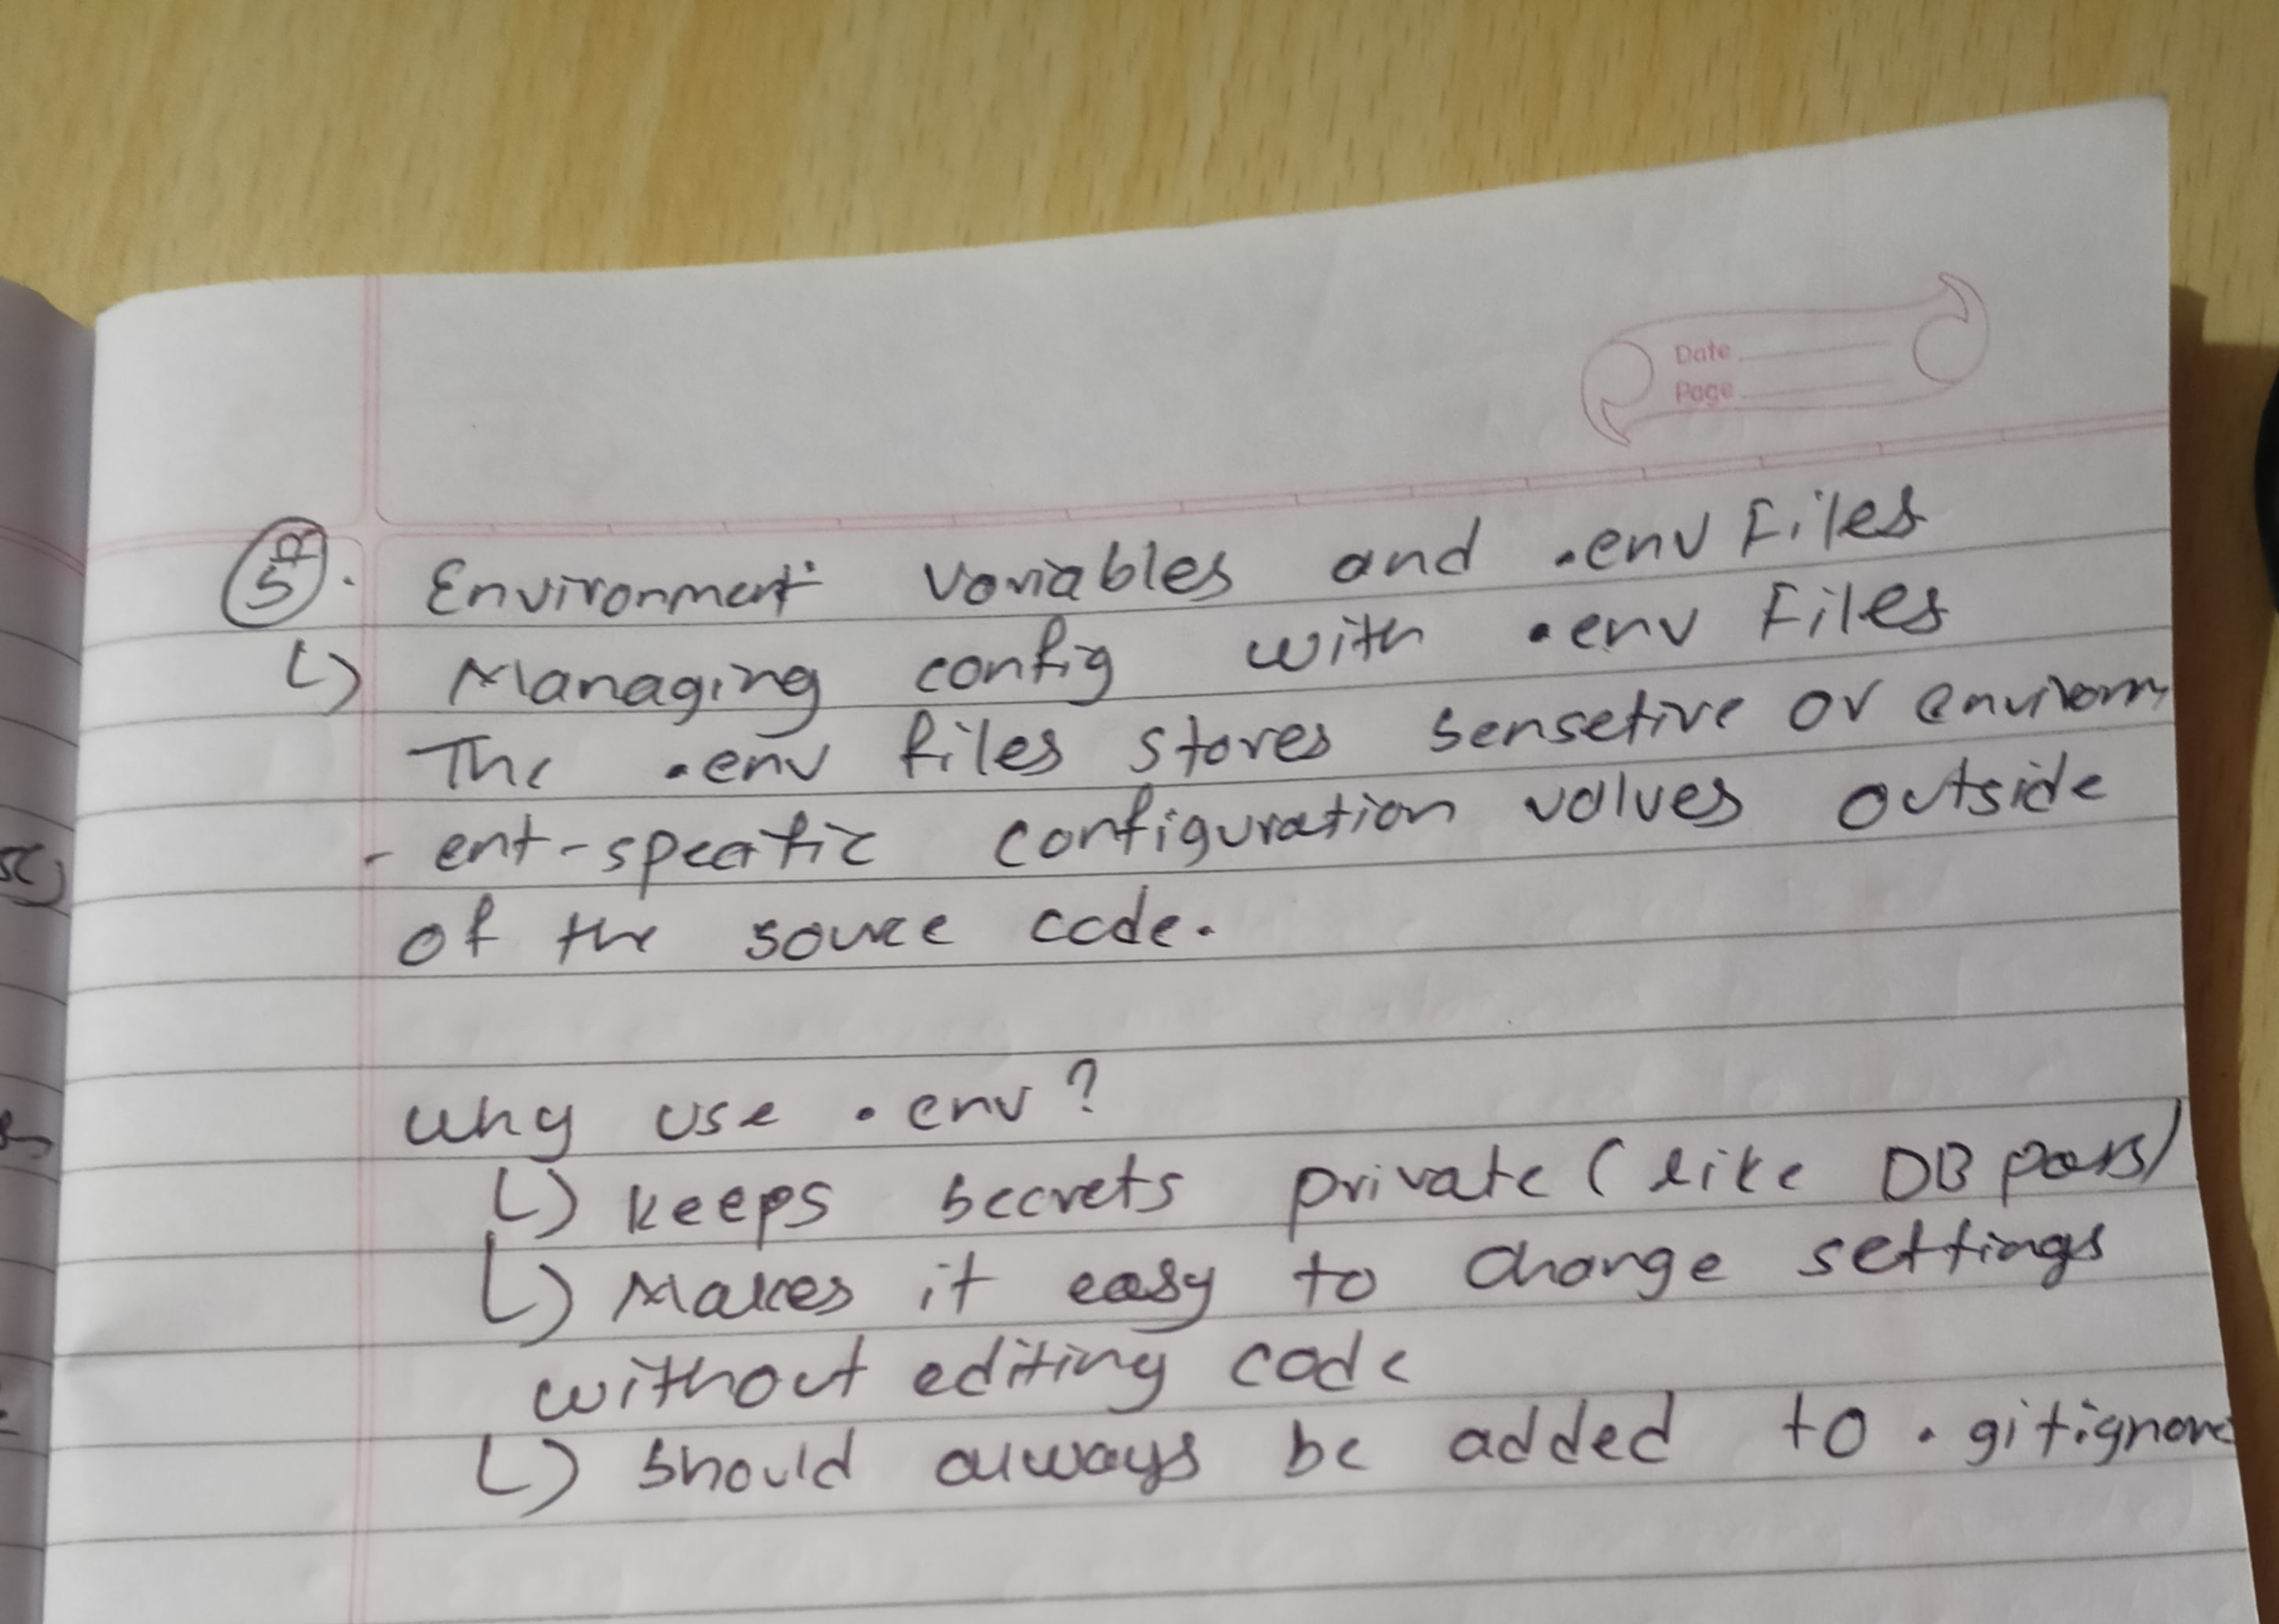 Date
Page
5. Environment variables and .env Files
↳ Managing config with .env Files
The .env files stores sensetive or environm
- ent-specific configuration values outside
of the source code.
why use .env?
↳ keeps secrets private (like DB pass)
↳ Makes it easy to change settings
without editing code
↳ should always be added to .gitignore